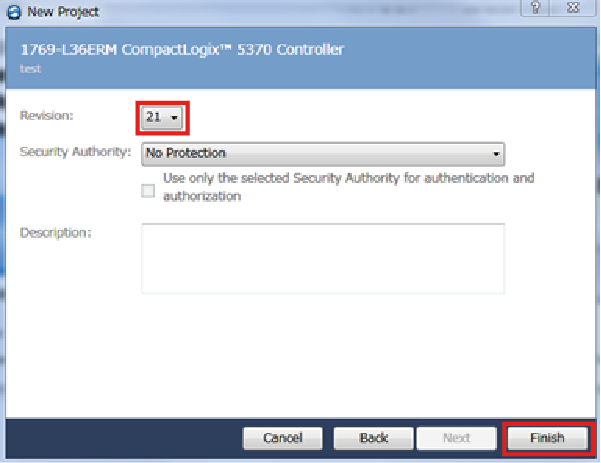 New Project
?
1769-L36ERM CompactLogix™ 5370 Controller
test
Revision: 21
Security Authority: No Protection
Use only the selected Security Authority for authentication and
authorization
Description:
Cancel Back Next Finish